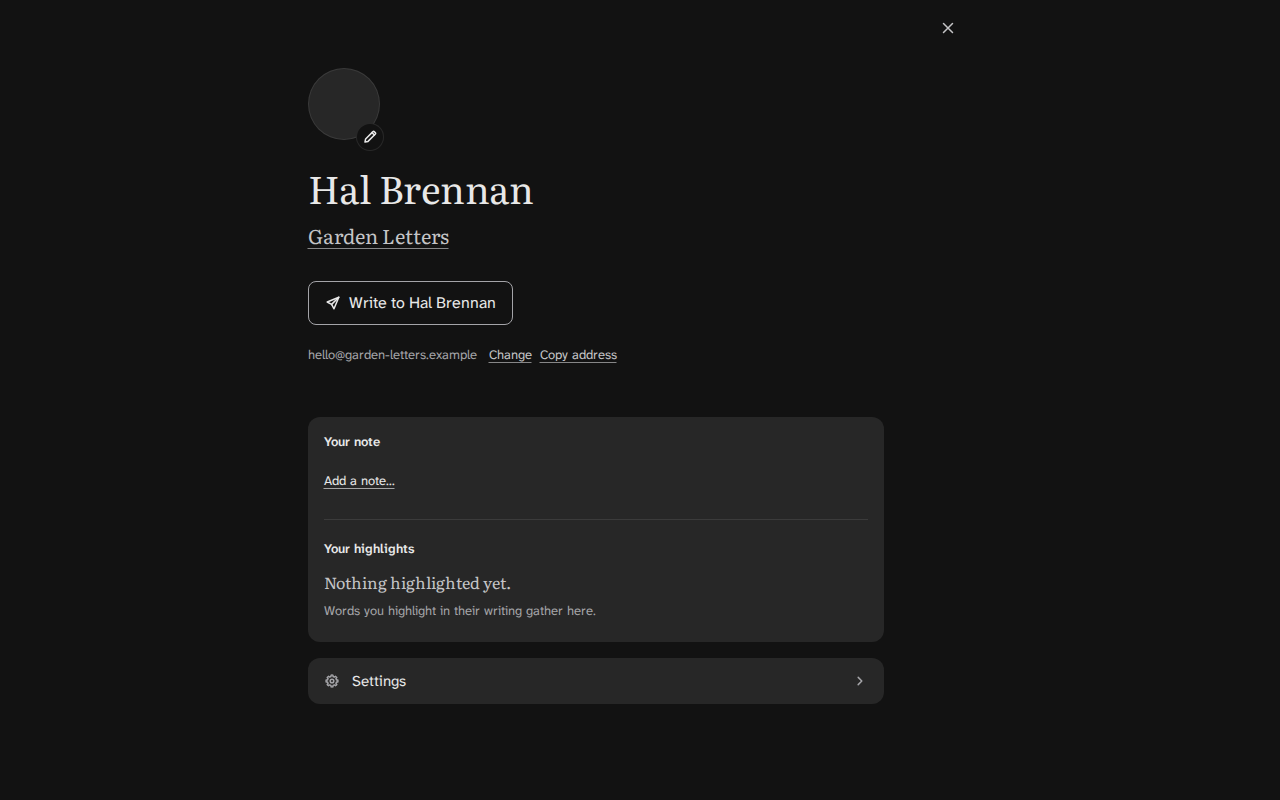 Hal Brennan
Garden Letters
Write to Hal Brennan
hello@garden-letters.example Change Copy address
Your note
Add a note...
Your highlights
Nothing highlighted yet.
Words you highlight in their writing gather here.
Settings